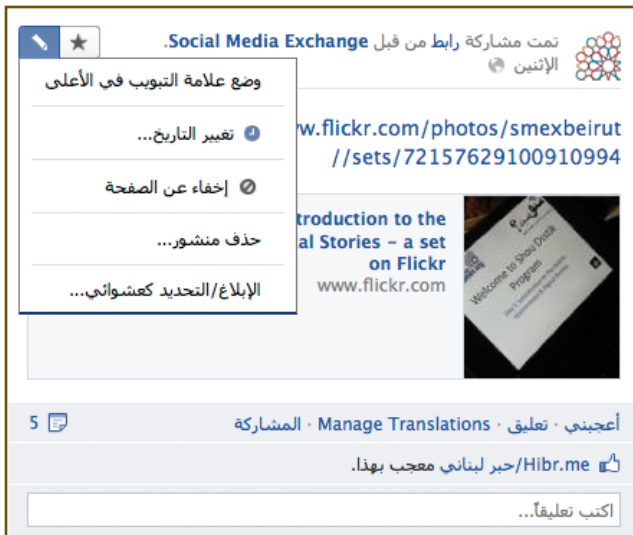 تمت مشاركة رابط من قبل Social Media Exchange.
الإثنين
وضع علامة التبويب في الأعلى
تغيير التاريخ...
إخفاء عن الصفحة
حذف منشور...
الإبلاغ/التحديد كعشوائي...
w.flickr.com/photos/smexbeirut
//sets/72157629100910994
troduction to the
al Stories – a set
on Flickr
www.flickr.com
Welcome to Shou Distik
Program
أعجبني · تعليق · Manage Translations · المشاركة
5
Hibr.me/حبر لبناني معجب بهذا.
اكتب تعليقاً...